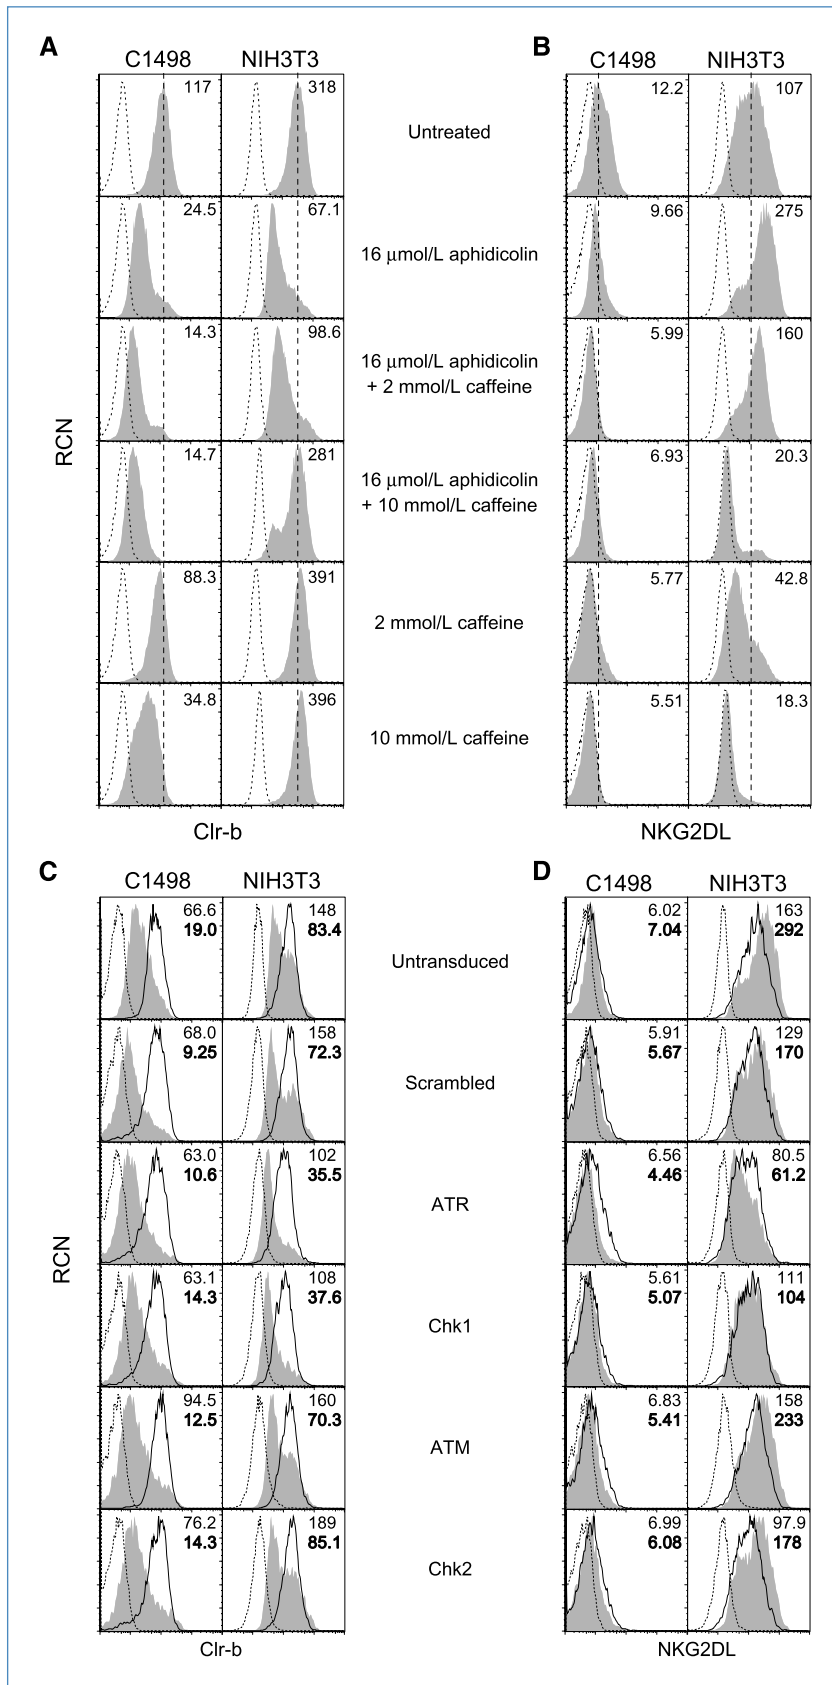 A
B
C1498
NIH3T3
C1498
NIH3T3
117
318
Untreated
12.2
107
24.5
67.1
16 μmol/L aphidicolin
9.66
275
14.3
98.6
16 μmol/L aphidicolin
+ 2 mmol/L caffeine
5.99
160
RCN
14.7
281
16 μmol/L aphidicolin
+ 10 mmol/L caffeine
6.93
20.3
88.3
391
2 mmol/L caffeine
5.77
42.8
34.8
396
10 mmol/L caffeine
5.51
18.3
Clr-b
NKG2DL
C
D
C1498
NIH3T3
C1498
NIH3T3
66.6
19.0
148
83.4
Untransduced
6.02
7.04
163
292
68.0
9.25
158
72.3
Scrambled
5.91
5.67
129
170
63.0
10.6
102
35.5
ATR
6.56
4.46
80.5
61.2
RCN
63.1
14.3
108
37.6
Chk1
5.61
5.07
111
104
94.5
12.5
160
70.3
ATM
6.83
5.41
158
233
76.2
14.3
189
85.1
Chk2
6.99
6.08
97.9
178
Clr-b
NKG2DL